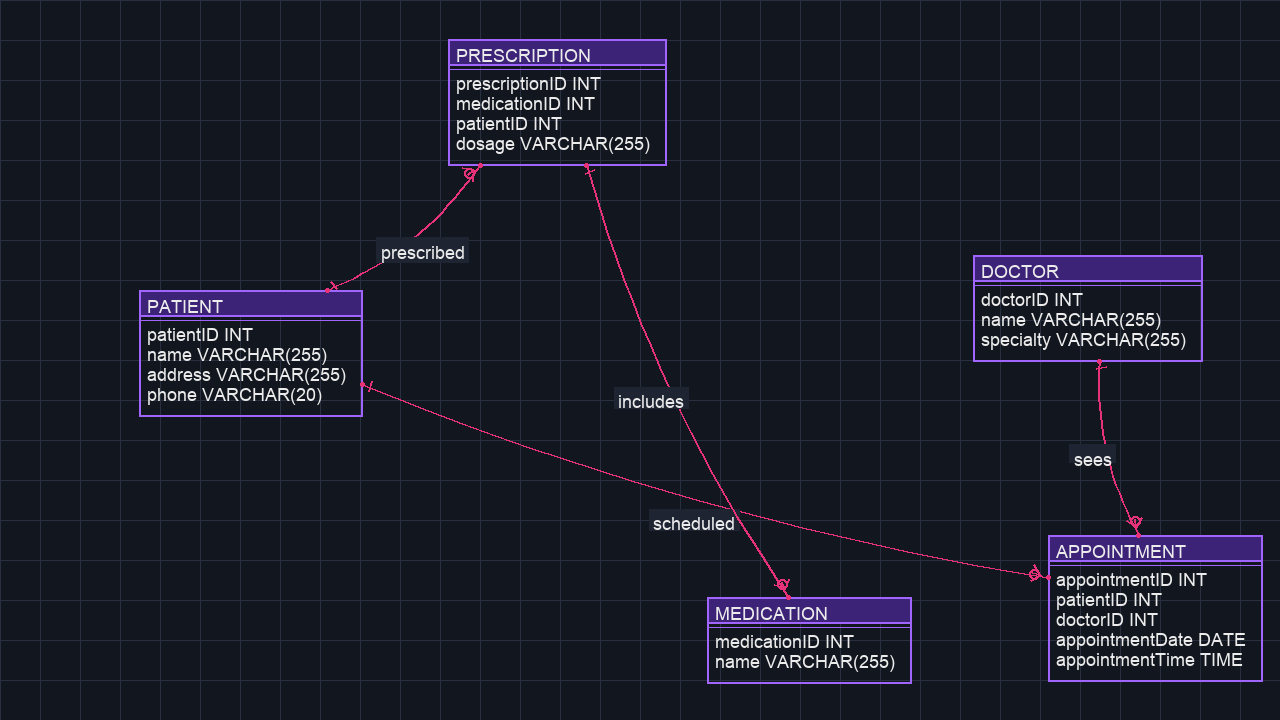 PRESCRIPTION
prescriptionID INT
medicationID INT
patientID INT
dosage VARCHAR(255)
prescribed
PATIENT
patientID INT
name VARCHAR(255)
address VARCHAR(255)
phone VARCHAR(20)
DOCTOR
doctorID INT
name VARCHAR(255)
specialty VARCHAR(255)
includes
sees
scheduled
APPOINTMENT
appointmentID INT
patientID INT
doctorID INT
appointmentDate DATE
appointmentTime TIME
MEDICATION
medicationID INT
name VARCHAR(255)